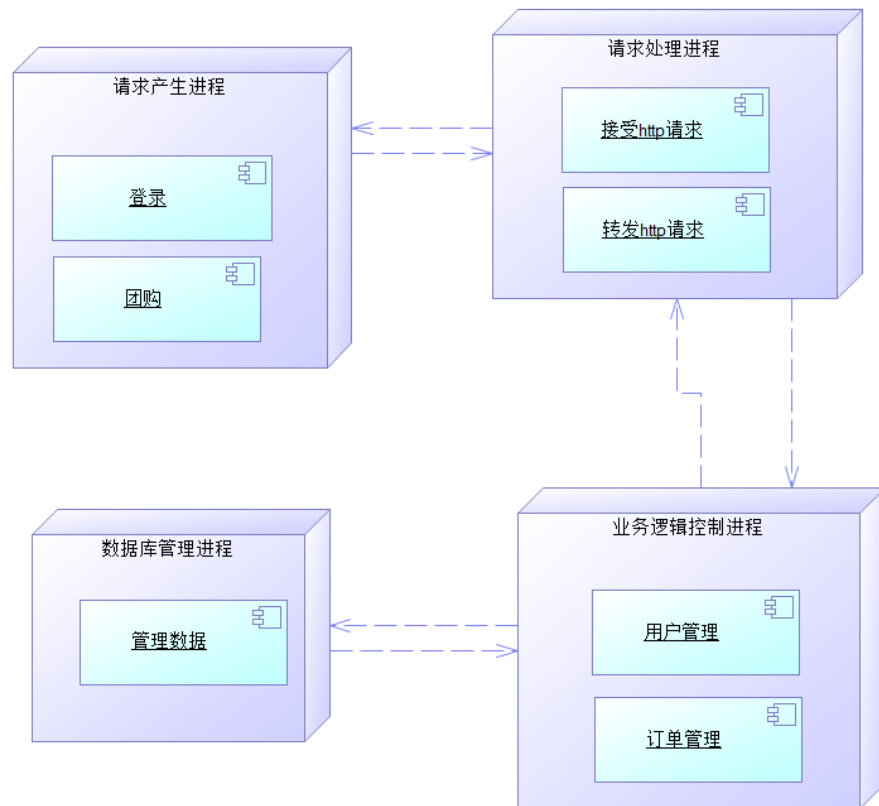 请求产生进程
登录
团购
请求处理进程
接受http请求
转发http请求
数据库管理进程
管理数据
业务逻辑控制进程
用户管理
订单管理